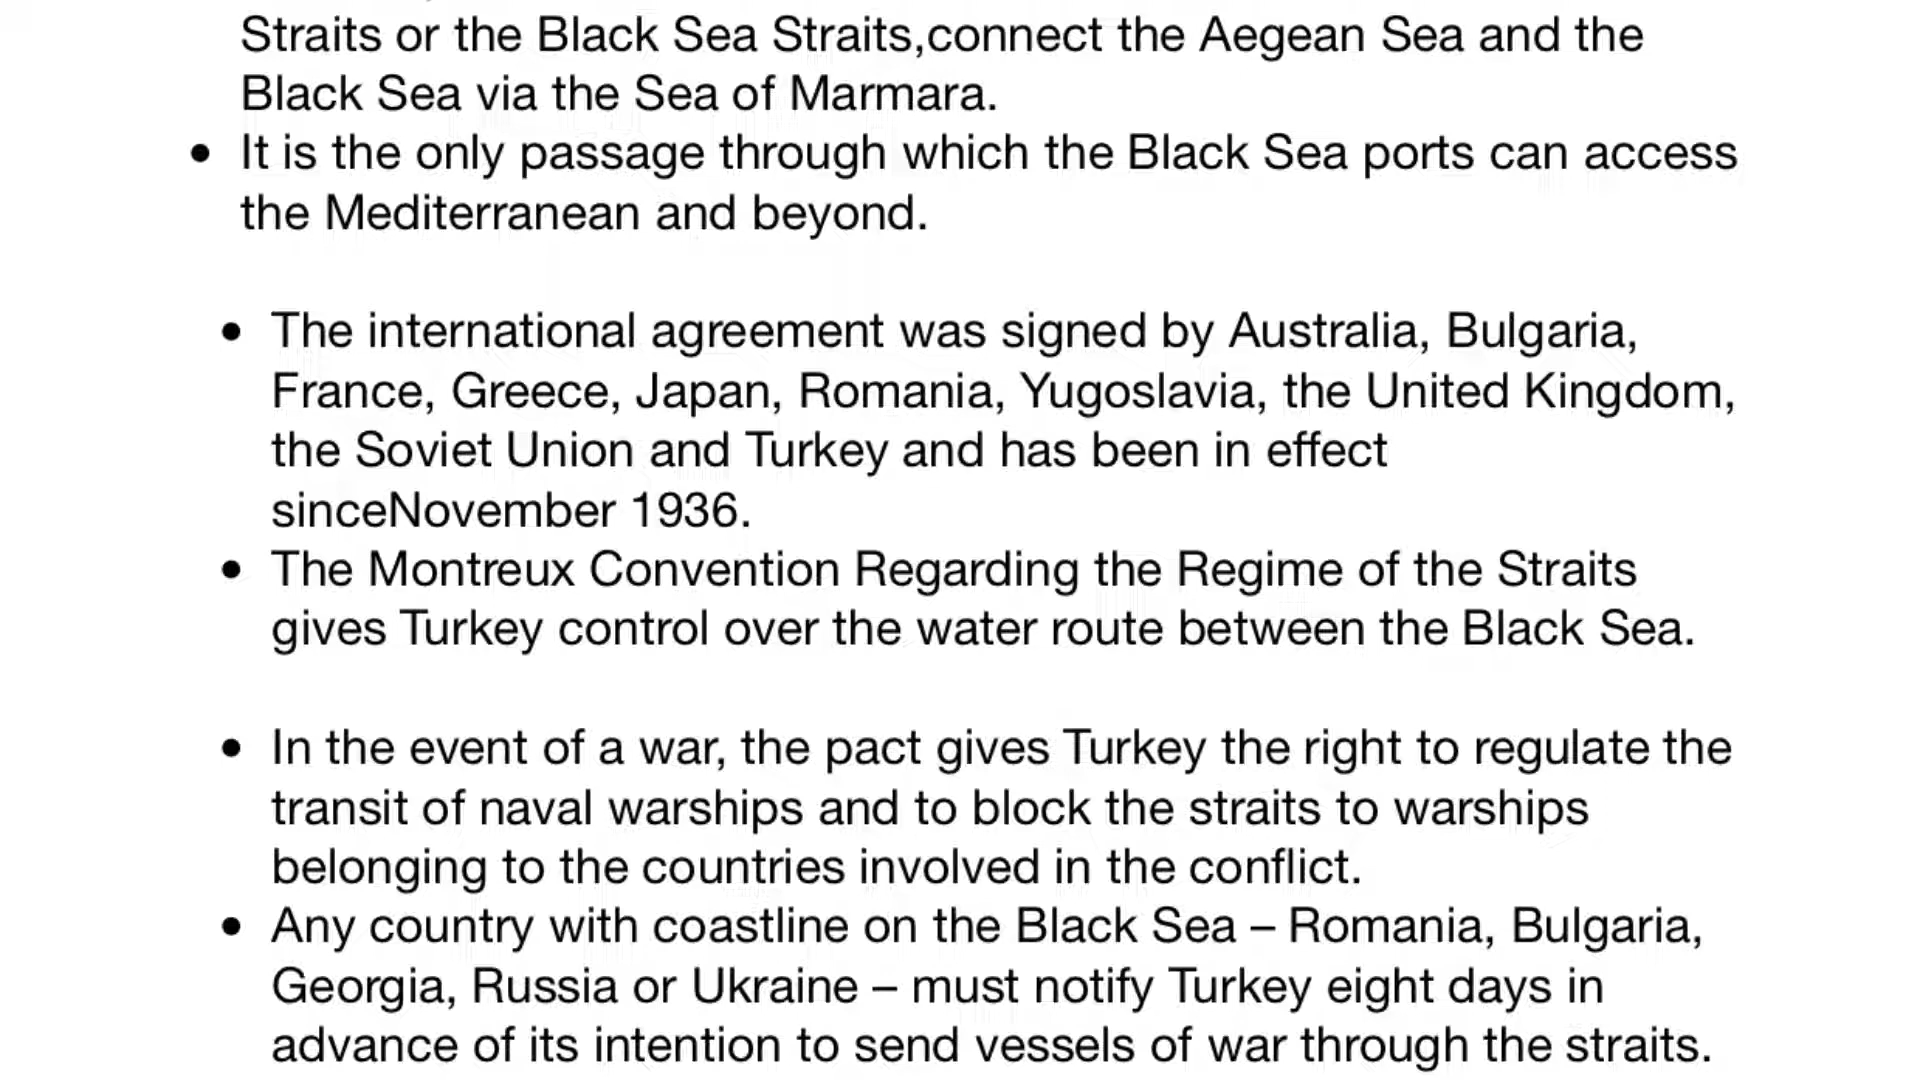 Straits or the Black Sea Straits,connect the Aegean Sea and the
Black Sea via the Sea of Marmara.
• It is the only passage through which the Black Sea ports can access
the Mediterranean and beyond.
• The international agreement was signed by Australia, Bulgaria,
France, Greece, Japan, Romania, Yugoslavia, the United Kingdom,
the Soviet Union and Turkey and has been in effect
sinceNovember 1936.
• The Montreux Convention Regarding the Regime of the Straits
gives Turkey control over the water route between the Black Sea.
• In the event of a war, the pact gives Turkey the right to regulate the
transit of naval warships and to block the straits to warships
belonging to the countries involved in the conflict.
• Any country with coastline on the Black Sea – Romania, Bulgaria,
Georgia, Russia or Ukraine – must notify Turkey eight days in
advance of its intention to send vessels of war through the straits.